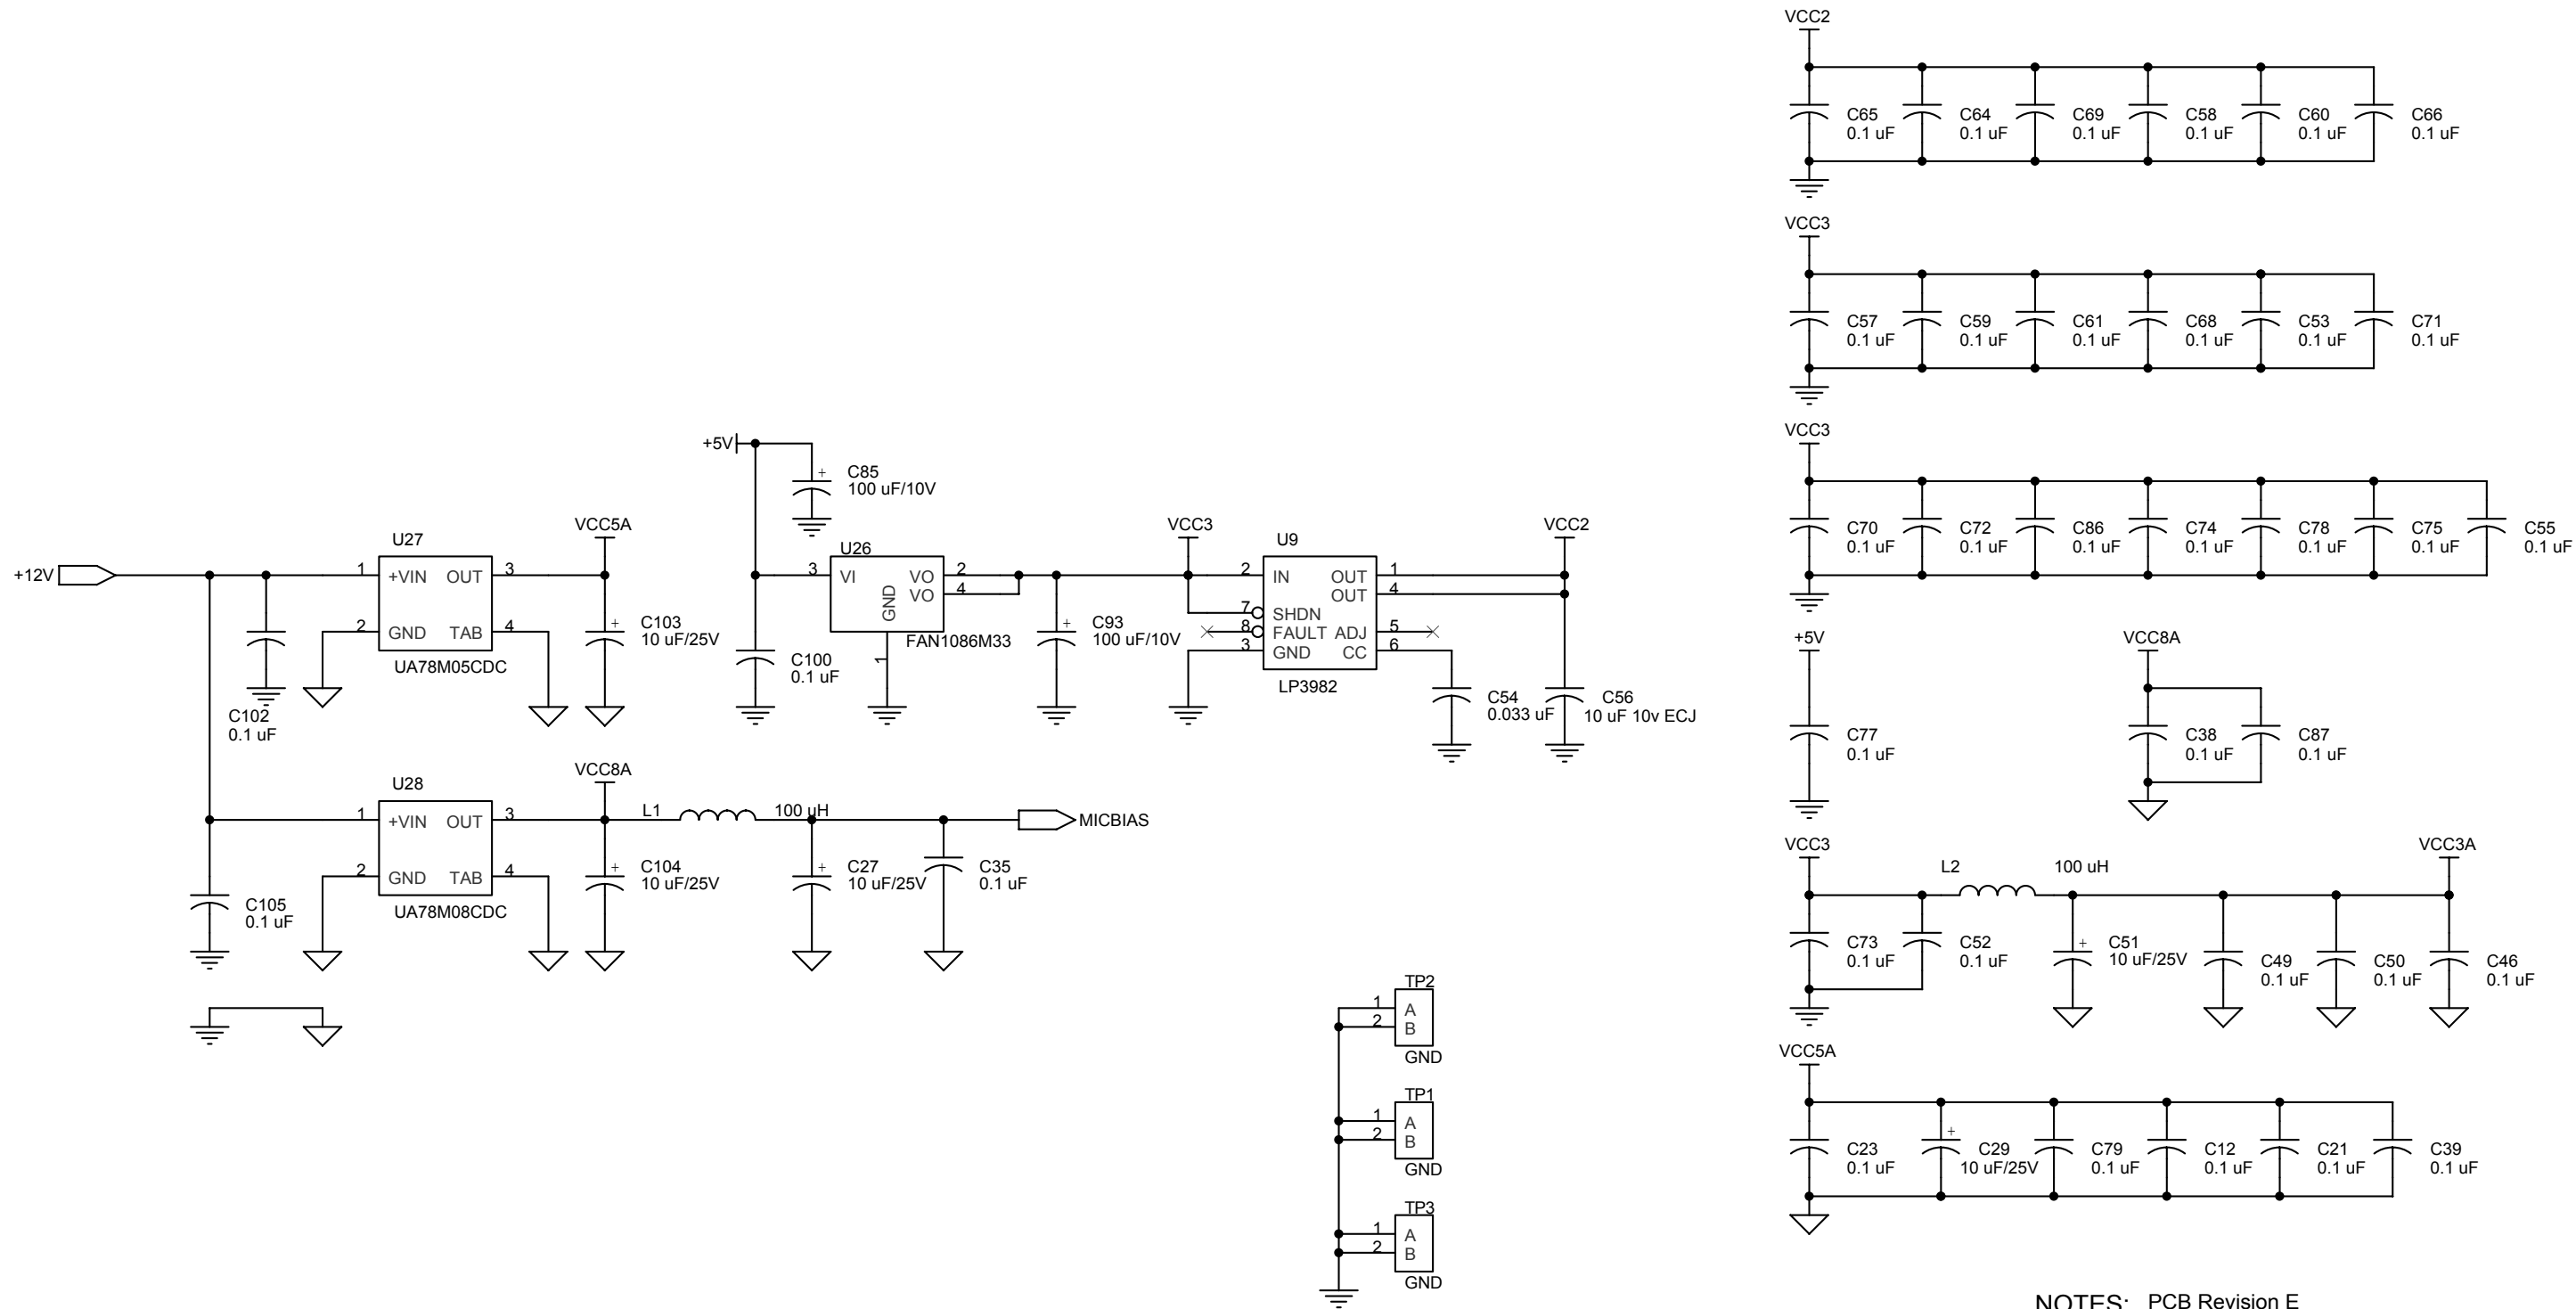 VCC2
C65
0.1 uF
C64
0.1 uF
C69
0.1 uF
C58
0.1 uF
C60
0.1 uF
C66
0.1 uF
VCC3
C57
0.1 uF
C59
0.1 uF
C61
0.1 uF
C68
0.1 uF
C53
0.1 uF
C71
0.1 uF
VCC3
C70
0.1 uF
C72
0.1 uF
C86
0.1 uF
C74
0.1 uF
C78
0.1 uF
C75
0.1 uF
C55
0.1 uF
+12V
U27
1 +VIN OUT 3
2 GND TAB 4
UA78M05CDC
VCC5A
C103
10 uF/25V
C102
0.1 uF
+5V
C85
100 uF/10V
U26
3 VI VO 2
VO 4
GND
1
FAN1086M33
C100
0.1 uF
C93
100 uF/10V
VCC3
U9
2 IN OUT 1
OUT 4
7 SHDN
8 FAULT ADJ 5
3 GND CC 6
LP3982
VCC2
C54
0.033 uF
C56
10 uF 10v ECJ
U28
1 +VIN OUT 3
2 GND TAB 4
UA78M08CDC
VCC8A
L1 100 uH
MICBIAS
C105
0.1 uF
C104
10 uF/25V
C27
10 uF/25V
C35
0.1 uF
+5V
C77
0.1 uF
VCC8A
C38
0.1 uF
C87
0.1 uF
VCC3
L2 100 uH
VCC3A
C73
0.1 uF
C52
0.1 uF
C51
10 uF/25V
C49
0.1 uF
C50
0.1 uF
C46
0.1 uF
TP2
1 A
2 B
GND
TP1
1 A
2 B
GND
TP3
1 A
2 B
GND
VCC5A
C23
0.1 uF
C29
10 uF/25V
C79
0.1 uF
C12
0.1 uF
C21
0.1 uF
C39
0.1 uF
NOTES: PCB Revision E